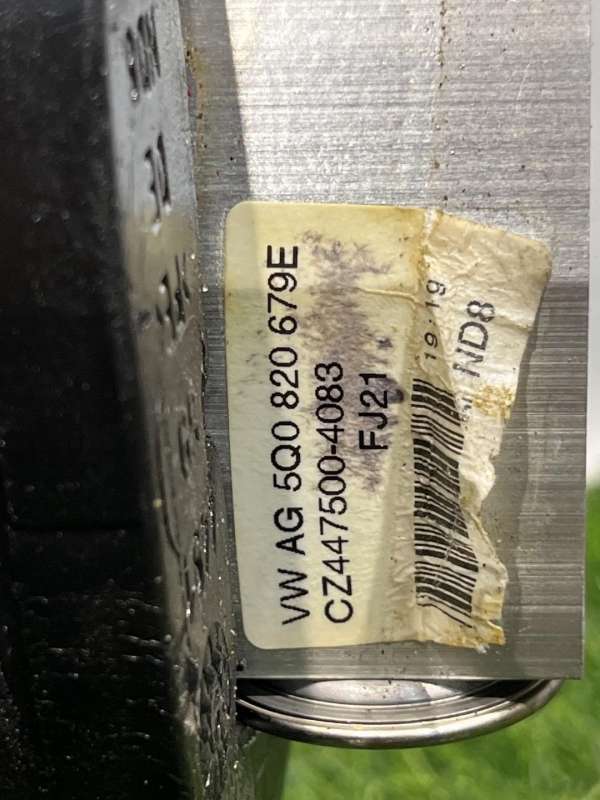 VW AG 5Q0 820 679E
CZ447500-4083
FJ21
19:19
ND8